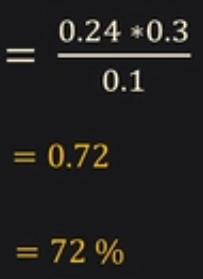 = 0.24 *0.3
0.1
= 0.72
= 72 %